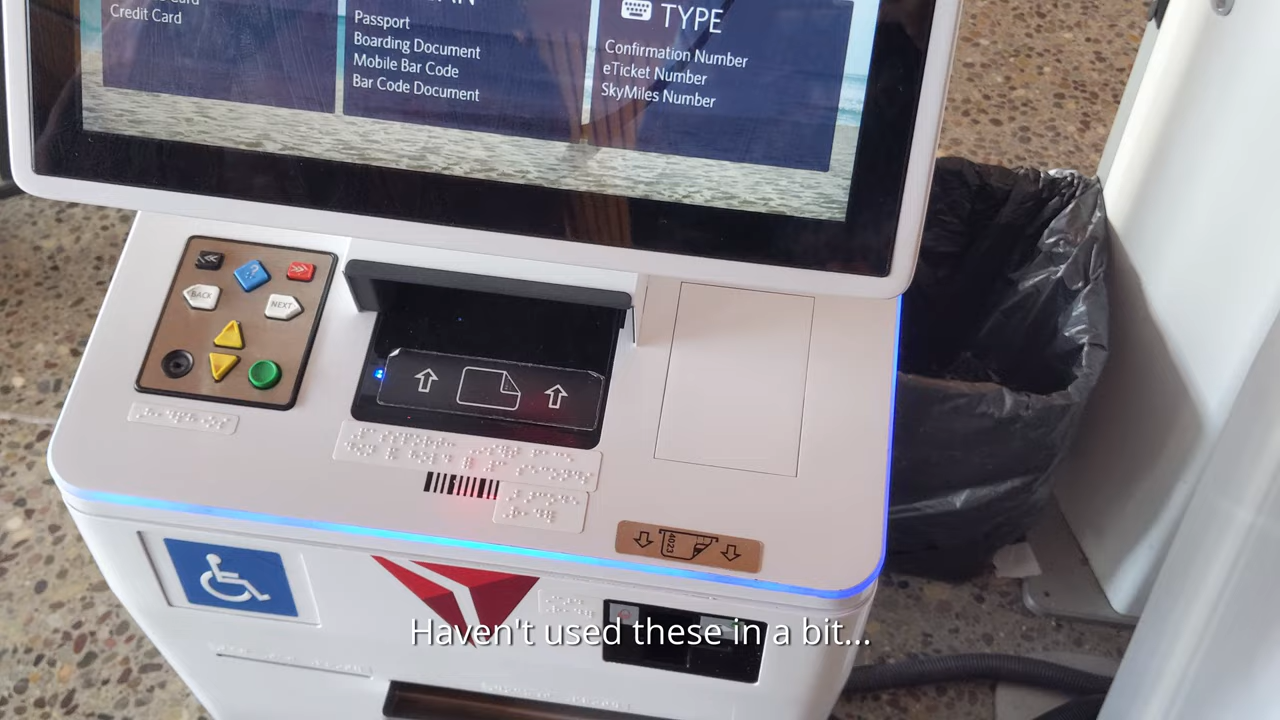 Credit Card
Passport
Boarding Document
Mobile Bar Code
Bar Code Document
TYPE
Confirmation Number
eTicket Number
SkyMiles Number
BACK
NEXT
?
4023
Haven't used these in a bit...